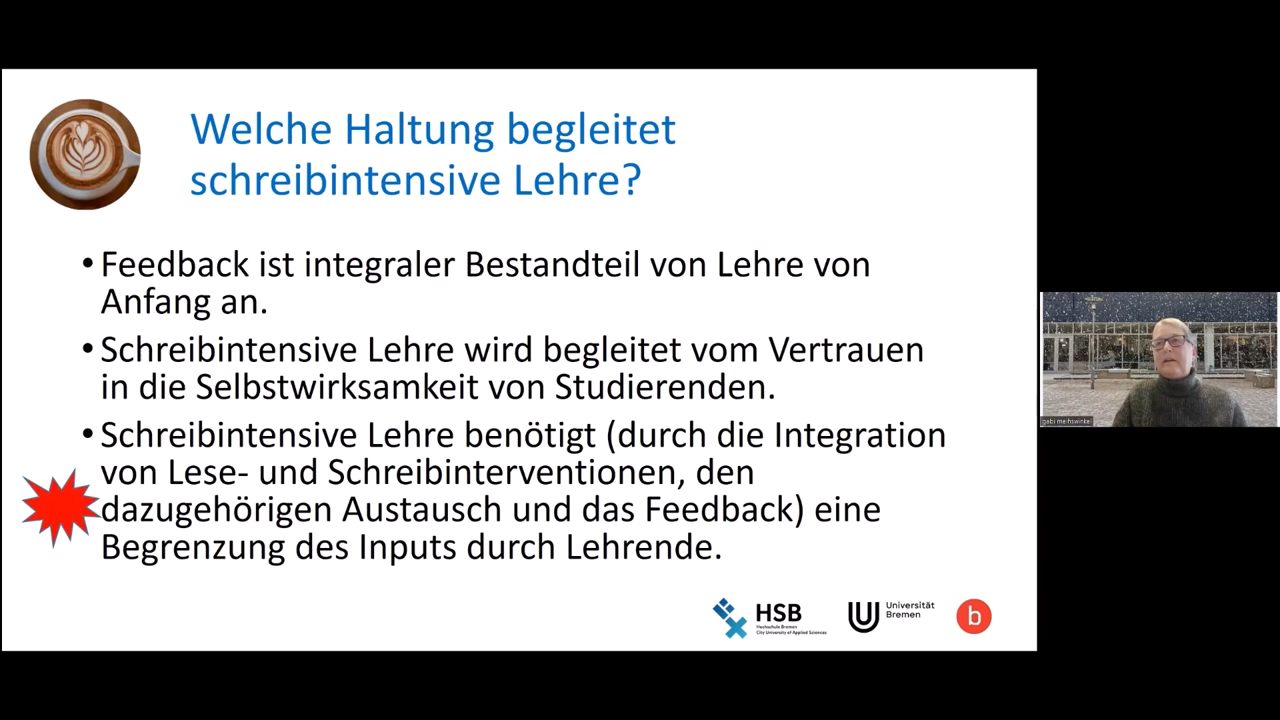 Welche Haltung begleitet
schreibintensive Lehre?
• Feedback ist integraler Bestandteil von Lehre von
Anfang an.
• Schreibintensive Lehre wird begleitet vom Vertrauen
in die Selbstwirksamkeit von Studierenden.
• Schreibintensive Lehre benötigt (durch die Integration
von Lese- und Schreibinterventionen, den
dazugehörigen Austausch und das Feedback) eine
Begrenzung des Inputs durch Lehrende.
HSB
Hochschule Bremen
City University of Applied Sciences
Universität
Bremen
b
gabi meihswinkel